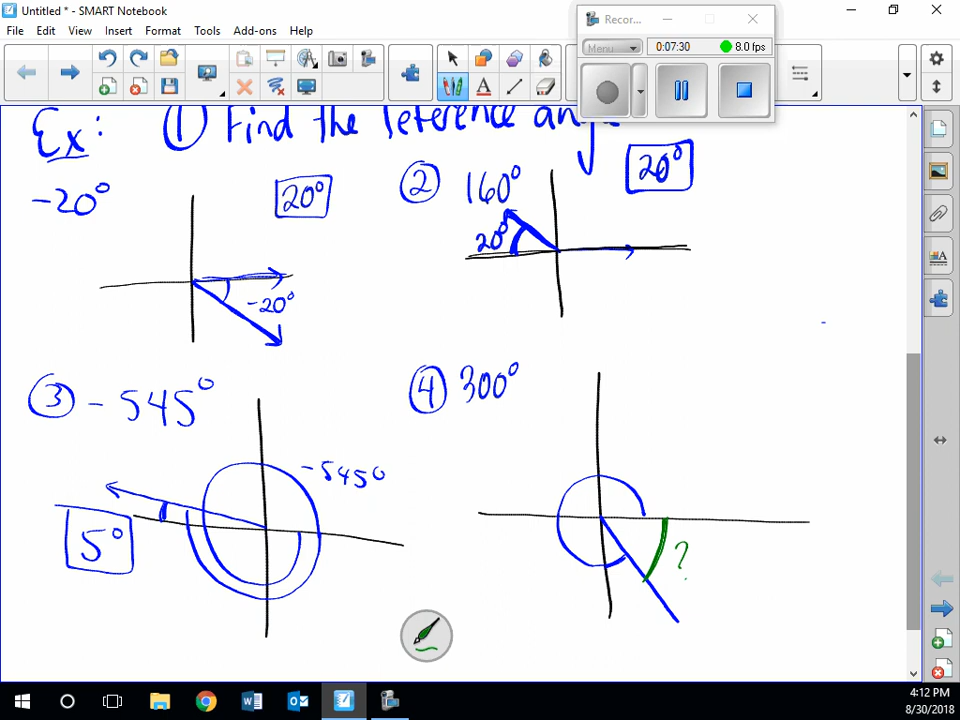 Untitled * - SMART Notebook
File Edit View Insert Format Tools Add-ons Help
Recor...
Menu 0:07:30 8.0 fps
Ex: ① Find the reference angle
-20° 20° ② 160° 20°
20°
-20°
③ -545° ④ 300°
-545°
5° ?
4:12 PM
8/30/2018